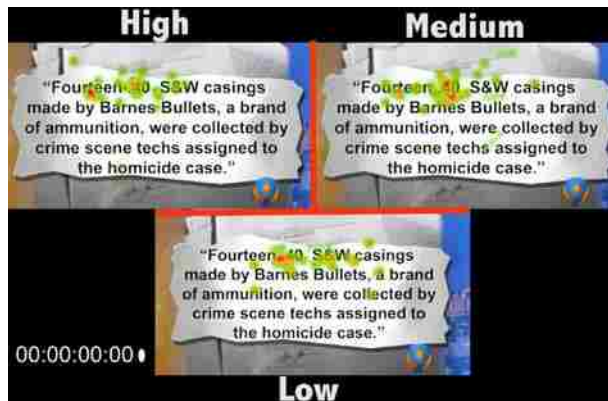 High
Medium
“Fourteen .40 S&W casings
made by Barnes Bullets, a brand
of ammunition, were collected by
crime scene techs assigned to
the homicide case.”
“Fourteen .40 S&W casings
made by Barnes Bullets, a brand
of ammunition, were collected by
crime scene techs assigned to
the homicide case.”
“Fourteen .40 S&W casings
made by Barnes Bullets, a brand
of ammunition, were collected by
crime scene techs assigned to
the homicide case.”
00:00:00:00
Low